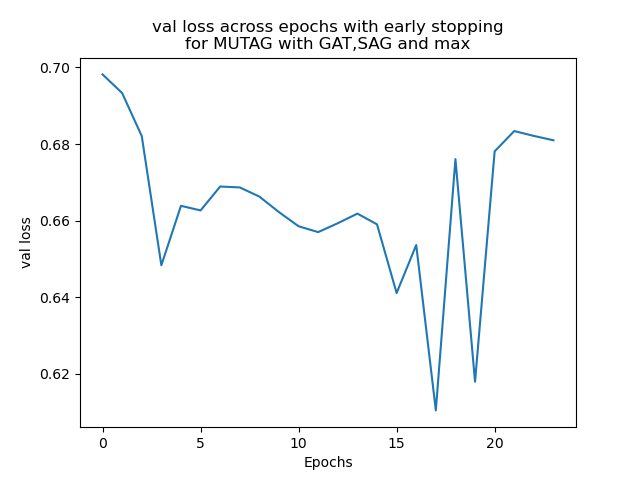 val loss across epochs with early stopping
for MUTAG with GAT,SAG and max
0.70
0.68
0.66
0.64
0.62
val loss
0 5 10 15 20
Epochs